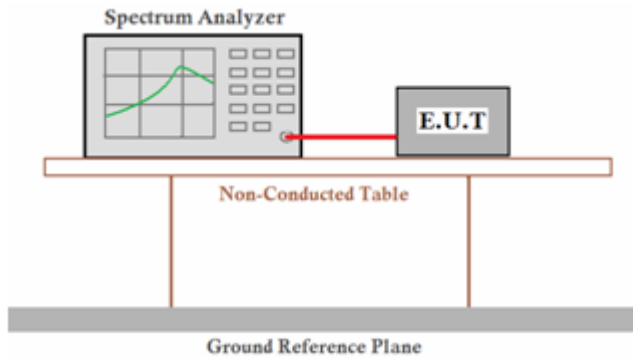 Spectrum Analyzer
E.U.T
Non-Conducted Table
Ground Reference Plane